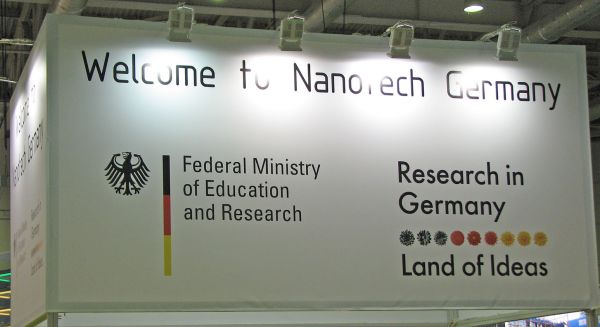 Welcome to Nanotech Germany
Federal Ministry
of Education
and Research
Research in
Germany
Land of Ideas